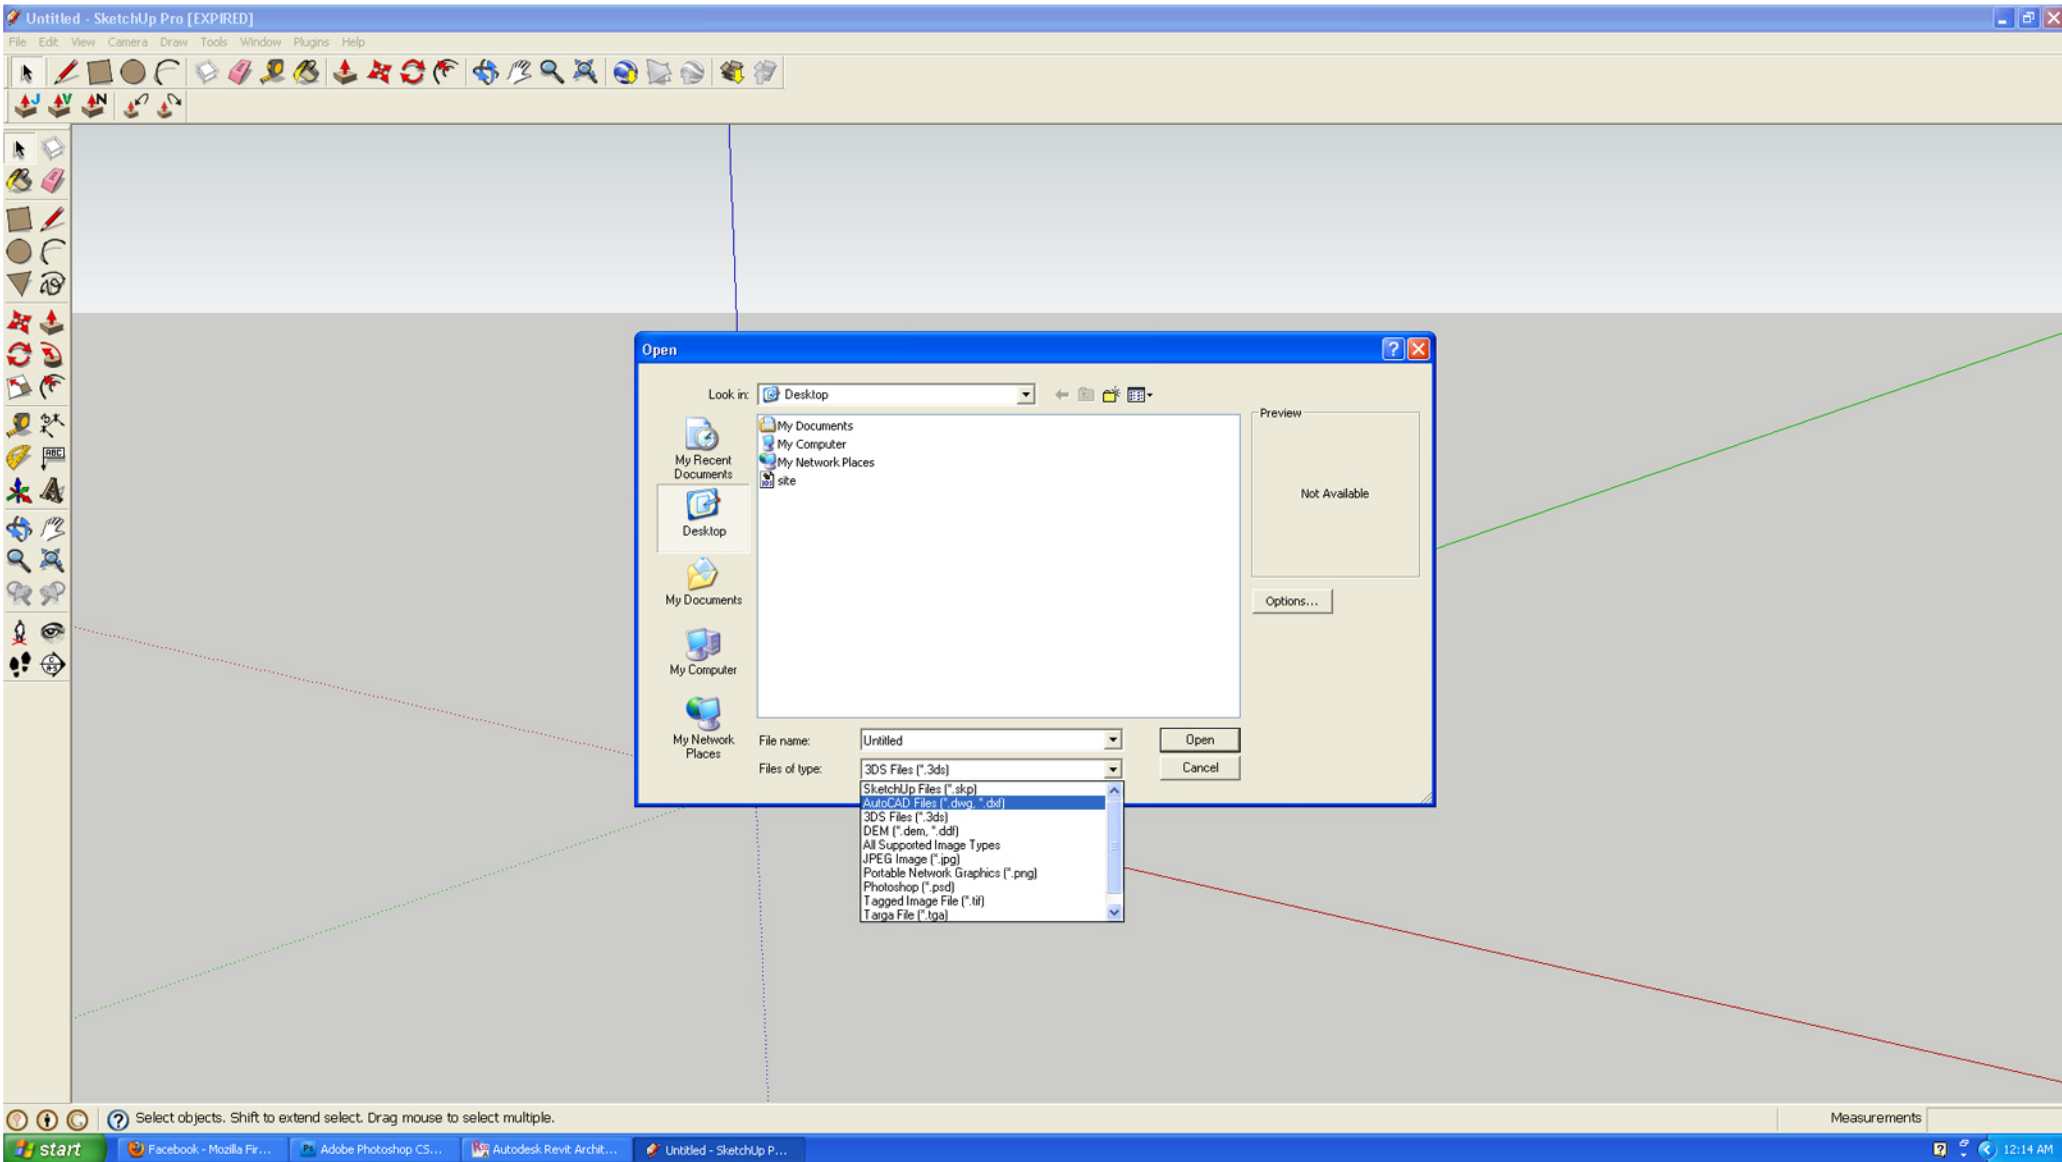 Untitled - SketchUp Pro [EXPIRED]
File Edit View Camera Draw Tools Window Plugins Help
J V N
ABC
Open
Look in: Desktop
My Recent Documents
Desktop
My Documents
My Computer
My Network Places
My Documents
My Computer
My Network Places
site
Preview
Not Available
Options...
File name: Untitled Open
Files of type: 3DS Files (*.3ds) Cancel
SketchUp Files (*.skp)
AutoCAD Files (*.dwg, *.dxf)
3DS Files (*.3ds)
DEM (*.dem, *.ddf)
All Supported Image Types
JPEG Image (*.jpg)
Portable Network Graphics (*.png)
Photoshop (*.psd)
Tagged Image File (*.tif)
Targa File (*.tga)
Select objects. Shift to extend select. Drag mouse to select multiple. Measurements
start Facebook - Mozilla Fir... Adobe Photoshop CS... Autodesk Revit Archit... Untitled - SketchUp P... 12:14 AM